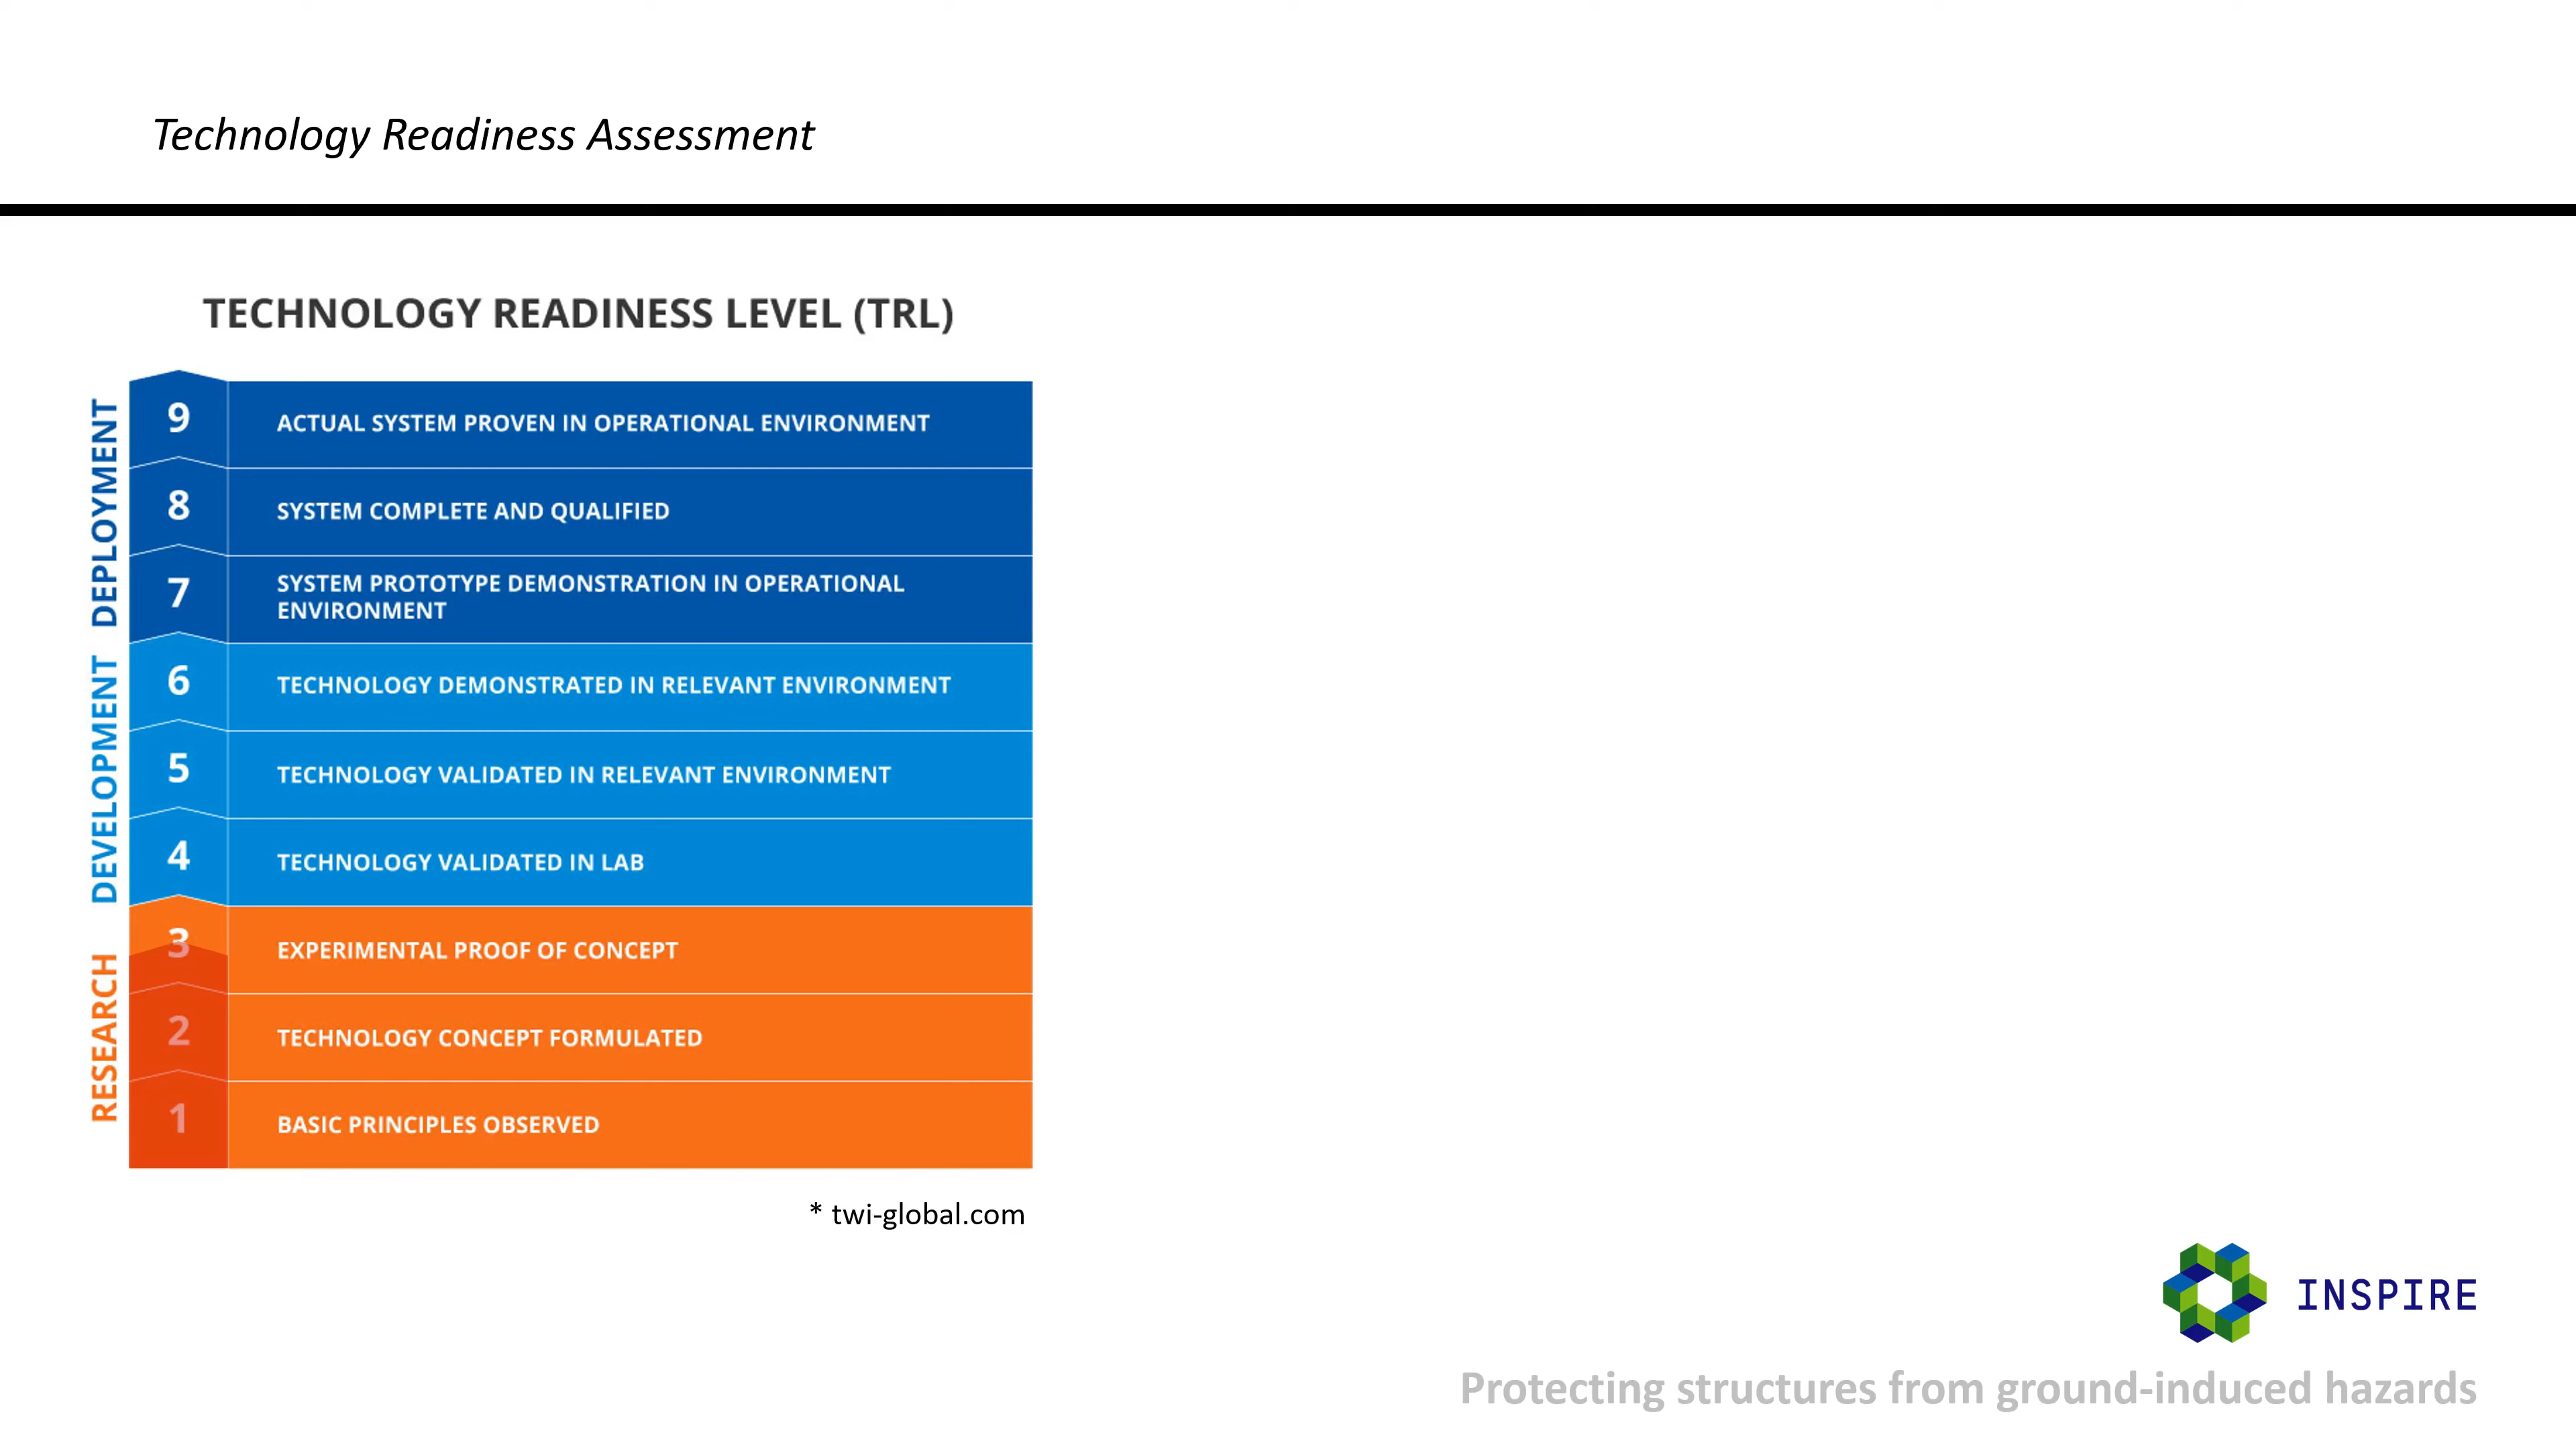 Technology Readiness Assessment
TECHNOLOGY READINESS LEVEL (TRL)
DEPLOYMENT
9 ACTUAL SYSTEM PROVEN IN OPERATIONAL ENVIRONMENT
8 SYSTEM COMPLETE AND QUALIFIED
7 SYSTEM PROTOTYPE DEMONSTRATION IN OPERATIONAL
ENVIRONMENT
DEVELOPMENT
6 TECHNOLOGY DEMONSTRATED IN RELEVANT ENVIRONMENT
5 TECHNOLOGY VALIDATED IN RELEVANT ENVIRONMENT
4 TECHNOLOGY VALIDATED IN LAB
RESEARCH
3 EXPERIMENTAL PROOF OF CONCEPT
2 TECHNOLOGY CONCEPT FORMULATED
1 BASIC PRINCIPLES OBSERVED
* twi-global.com
INSPIRE
Protecting structures from ground-induced hazards